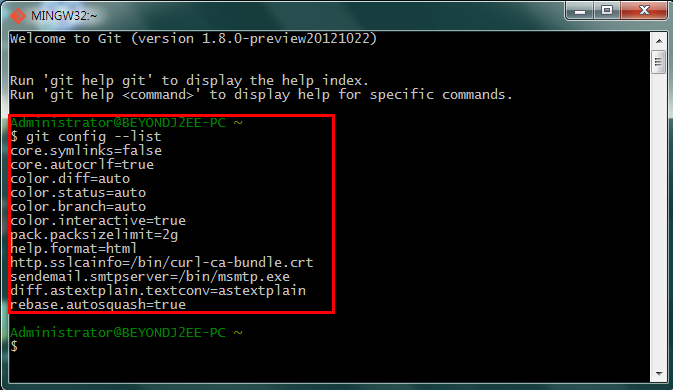 MINGW32:~
Welcome to Git (version 1.8.0-preview20121022)
Run 'git help git' to display the help index.
Run 'git help <command>' to display help for specific commands.
Administrator@BEYONDJ2EE-PC ~
$ git config --list
core.symlinks=false
core.autocrlf=true
color.diff=auto
color.status=auto
color.branch=auto
color.interactive=true
pack.packsizelimit=2g
help.format=html
http.sslcainfo=/bin/curl-ca-bundle.crt
sendemail.smtpserver=/bin/msmtp.exe
diff.astextplain.textconv=astextplain
rebase.autosquash=true
Administrator@BEYONDJ2EE-PC ~
$